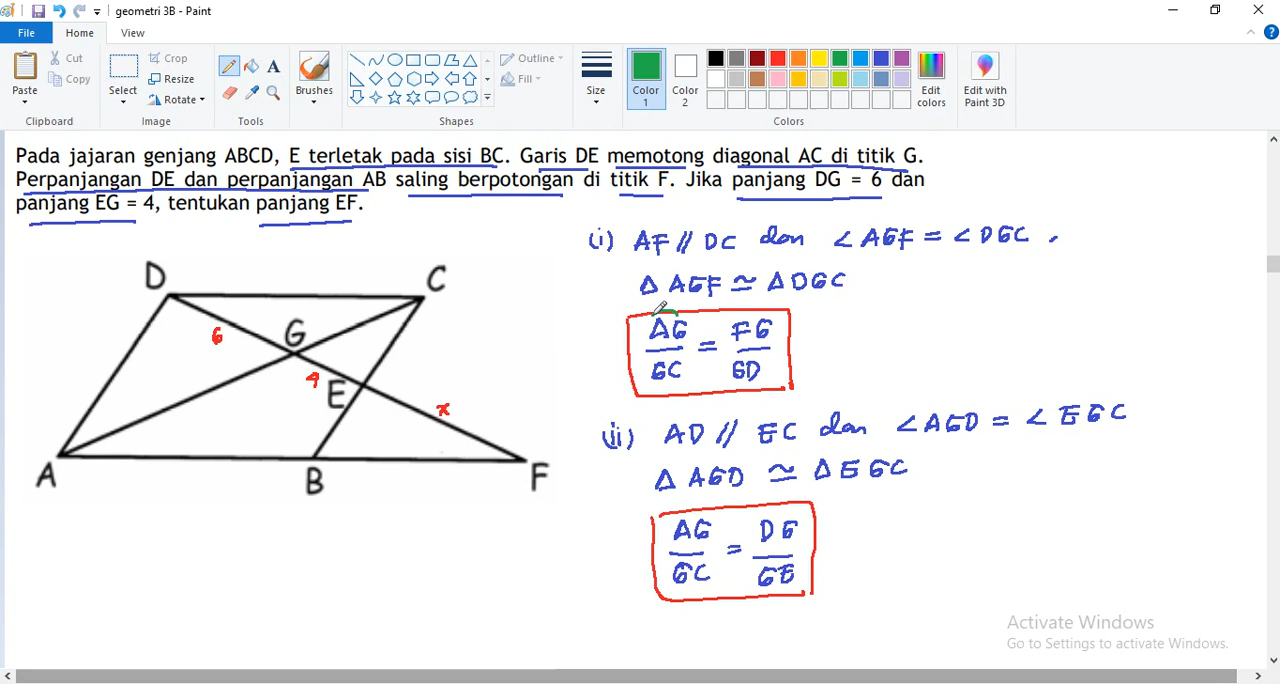 geometri 3B - Paint
File Home View
Paste Cut Copy Clipboard
Select Crop Resize Rotate Image
A Tools
Brushes
Outline Fill Shapes
Size
Color 1 Color 2 Edit colors Colors
Edit with Paint 3D
Pada jajaran genjang ABCD, E terletak pada sisi BC. Garis DE memotong diagonal AC di titik G.
Perpanjangan DE dan perpanjangan AB saling berpotongan di titik F. Jika panjang DG = 6 dan
panjang EG = 4, tentukan panjang EF.
D C
6 G
4 E x
A B F
(i) AF // DC dan ∠AGF = ∠DGC .
Δ AGF ≃ Δ DGC
AG/GC = FG/GD
(ii) AD // EC dan ∠AGD = ∠EGC
Δ AGD ≃ Δ EGC
AG/GC = DG/GE
Activate Windows
Go to Settings to activate Windows.